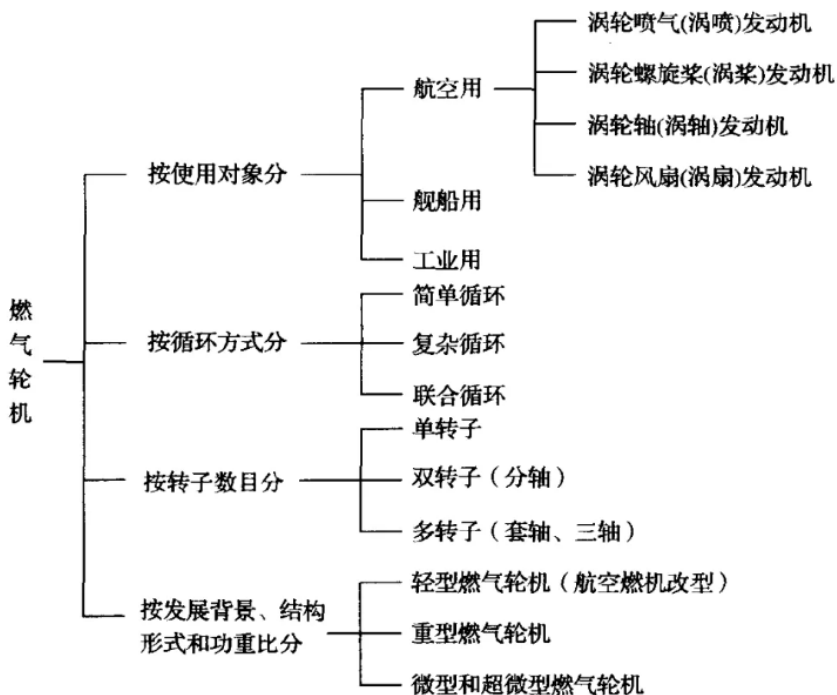 燃气轮机
按使用对象分
航空用
涡轮喷气(涡喷)发动机
涡轮螺旋桨(涡桨)发动机
涡轮轴(涡轴)发动机
涡轮风扇(涡扇)发动机
舰船用
工业用
按循环方式分
简单循环
复杂循环
联合循环
按转子数目分
单转子
双转子（分轴）
多转子（套轴、三轴）
按发展背景、结构
形式和功重比分
轻型燃气轮机（航空燃机改型）
重型燃气轮机
微型和超微型燃气轮机